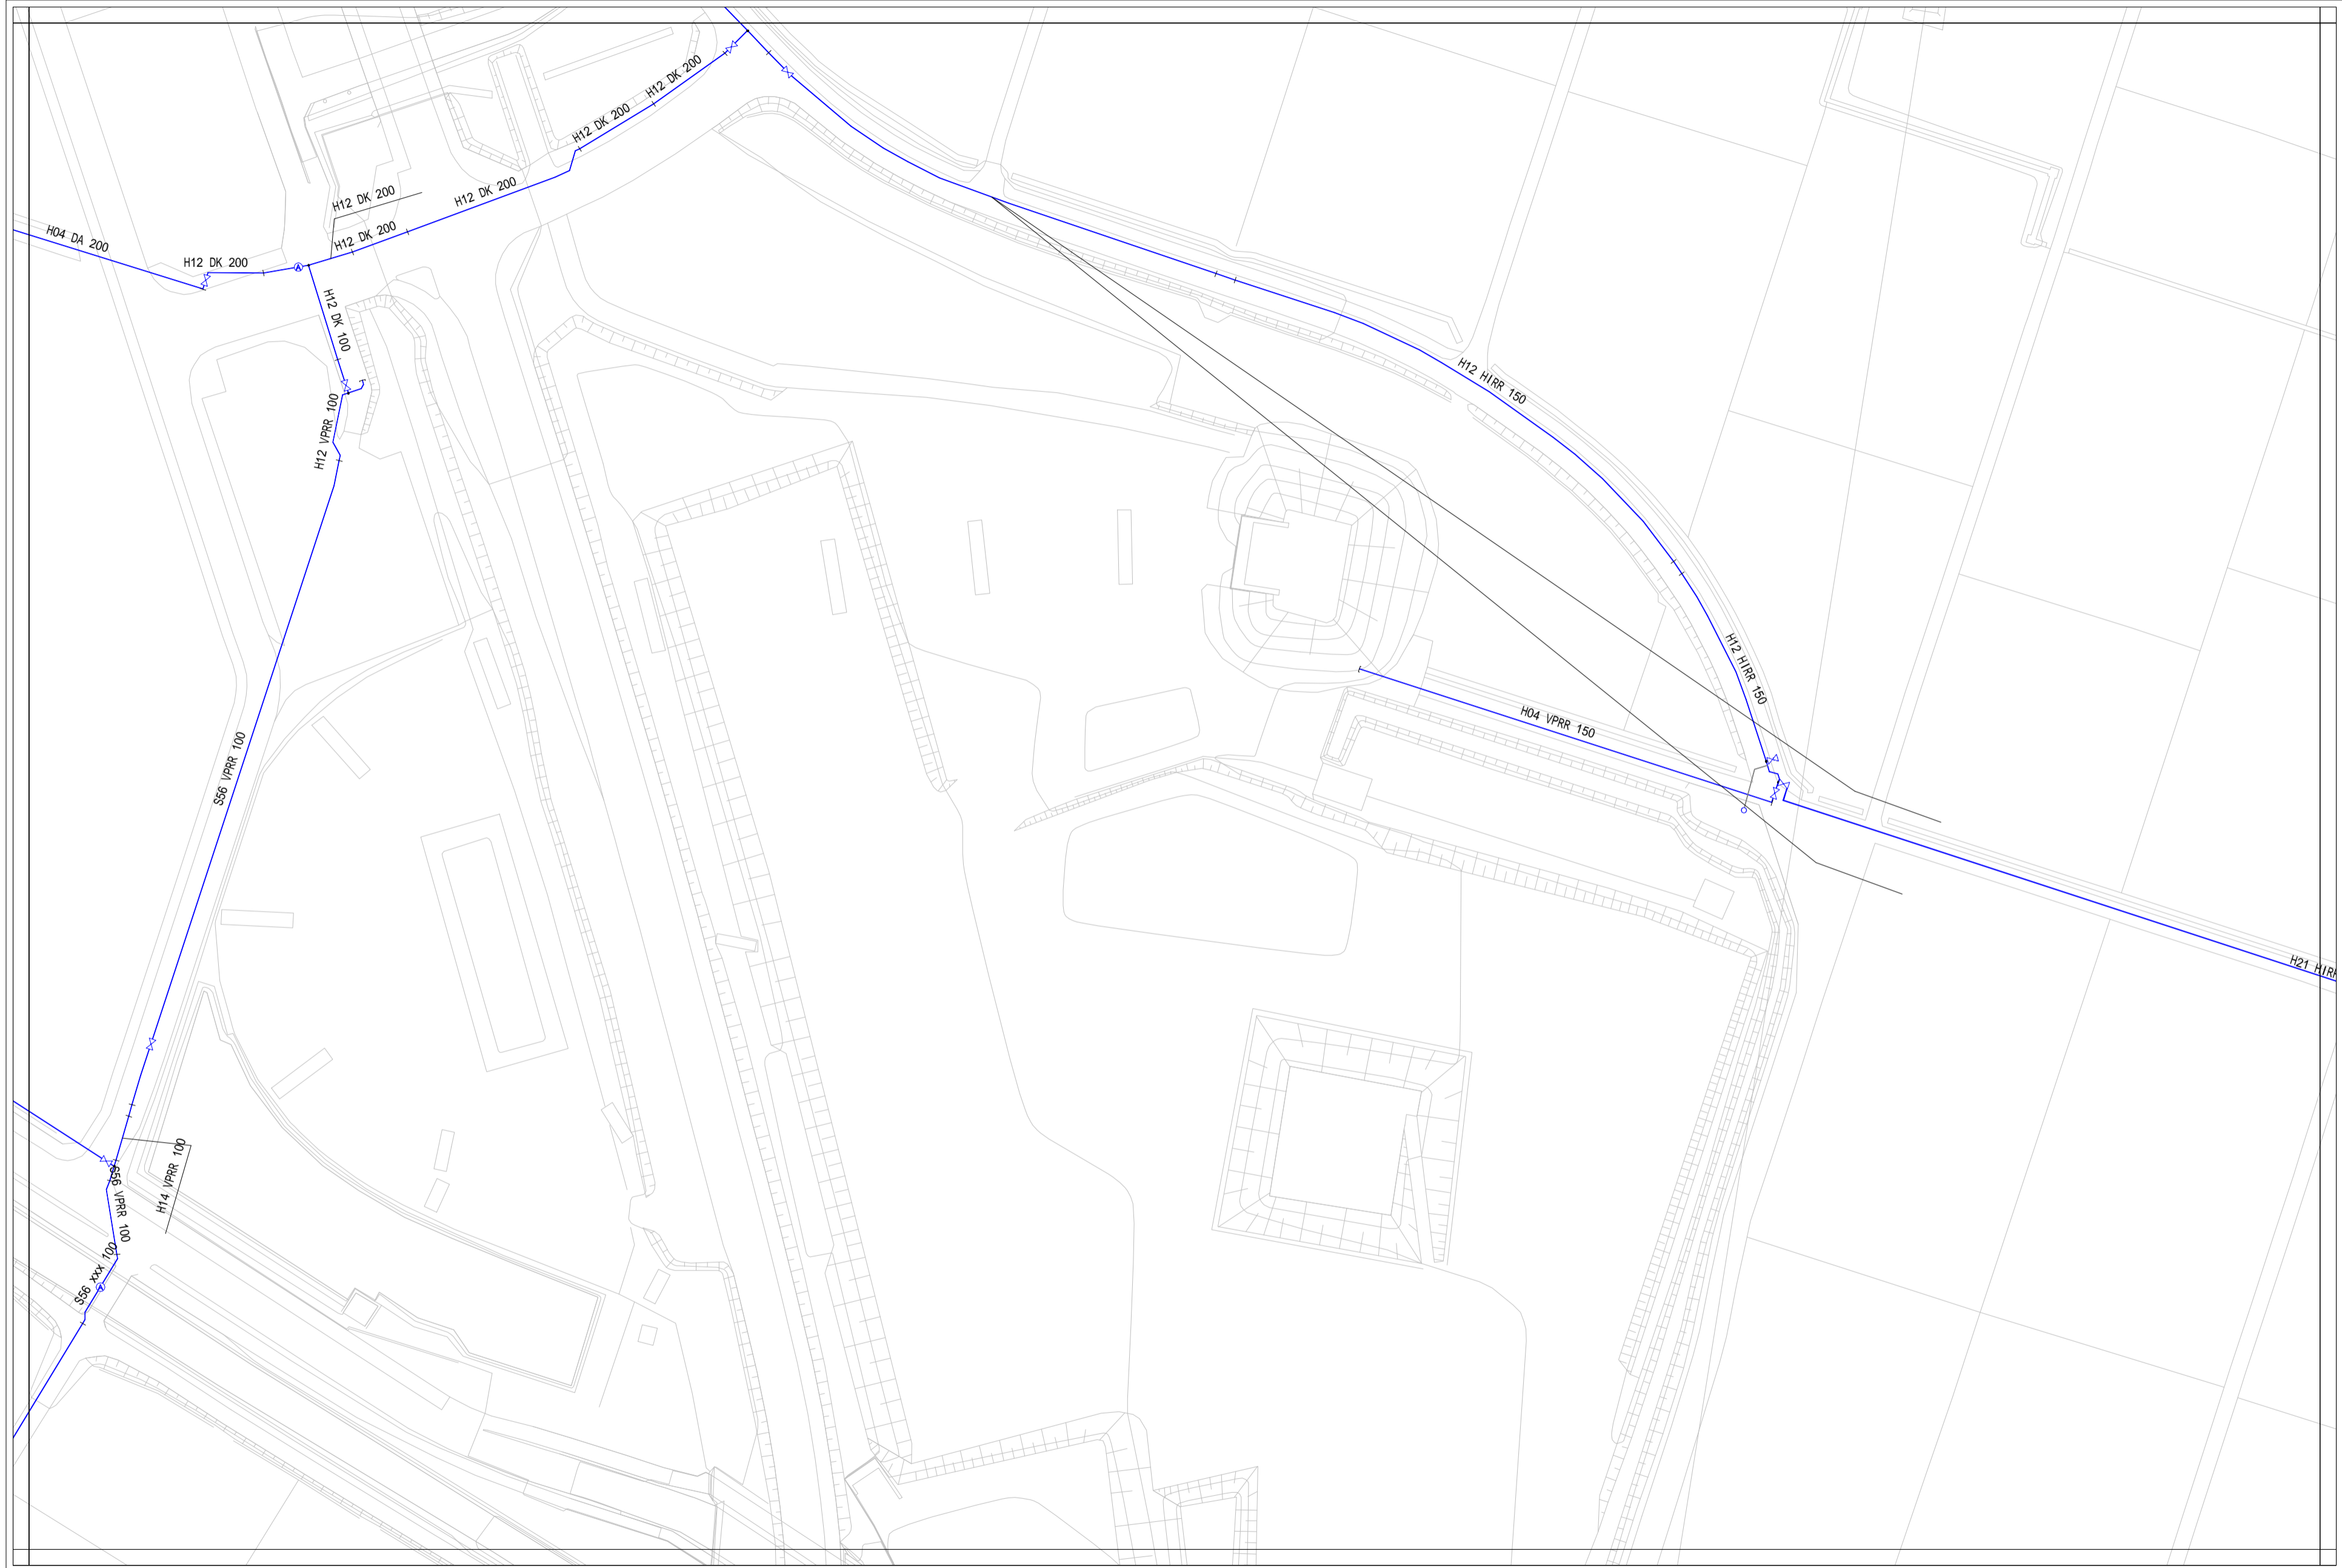 H12 DK 200
H12 DK 200
H12 DK 200
H12 DK 200
H12 DK 200
H04 DA 200
H12 DK 200
H12 DK 100
H12 HIRR 150
H12 VPRR 100
H12 HIRR 150
H04 VPRR 150
S56 VPRR 100
H21 HIRR
H14 VPRR 100
S56 VPRR 100
S56 xxx 100